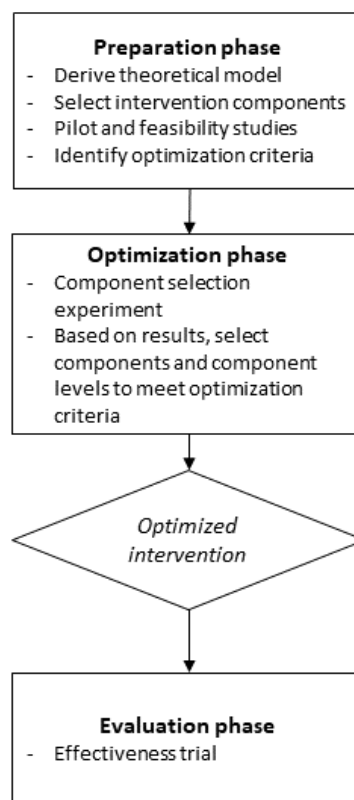 Preparation phase
- Derive theoretical model
- Select intervention components
- Pilot and feasibility studies
- Identify optimization criteria
Optimization phase
- Component selection
experiment
- Based on results, select
components and component
levels to meet optimization
criteria
Optimized
intervention
Evaluation phase
- Effectiveness trial